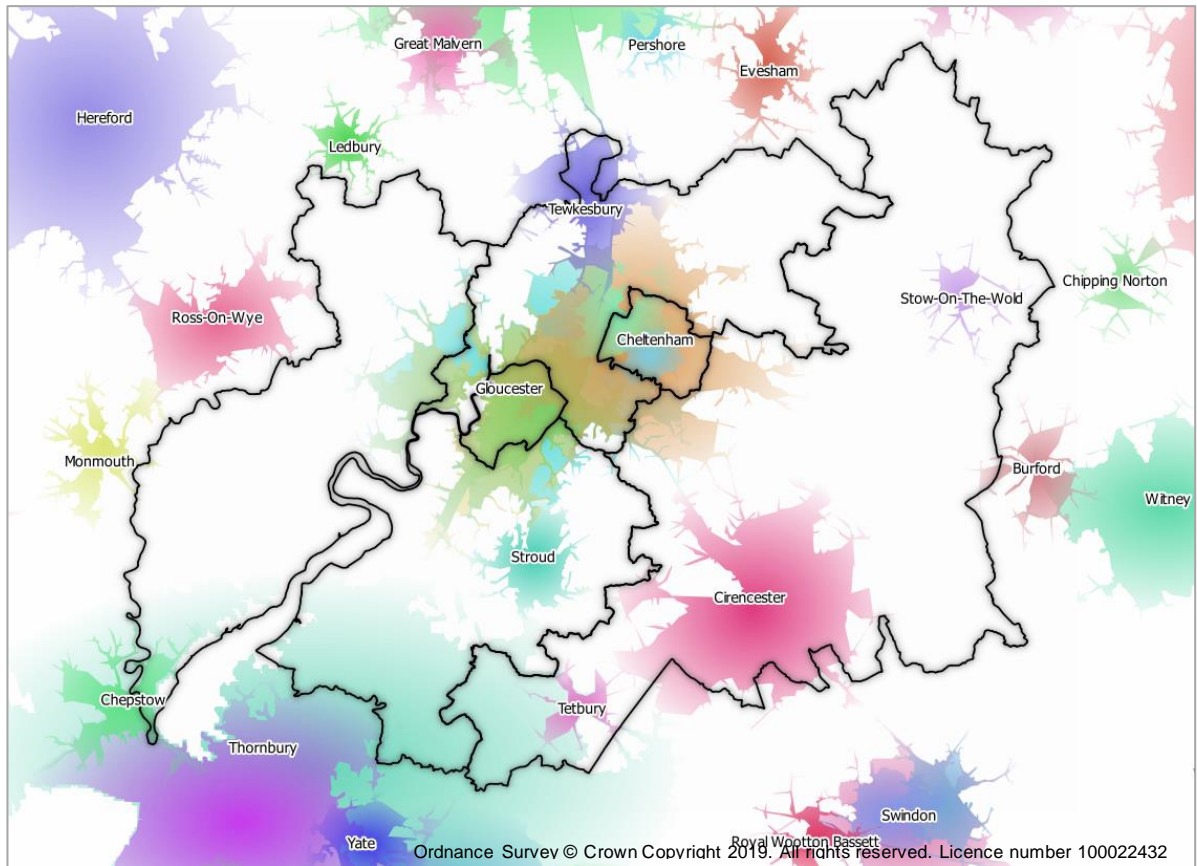 Great Malvern
Pershore
Evesham
Hereford
Ledbury
Tewkesbury
Chipping Norton
Stow-On-The-Wold
Ross-On-Wye
Cheltenham
Gloucester
Monmouth
Burford
Witney
Stroud
Cirencester
Chepstow
Tetbury
Thornbury
Swindon
Royal Wootton Bassett
Yate
Ordnance Survey © Crown Copyright 2019. All rights reserved. Licence number 100022432